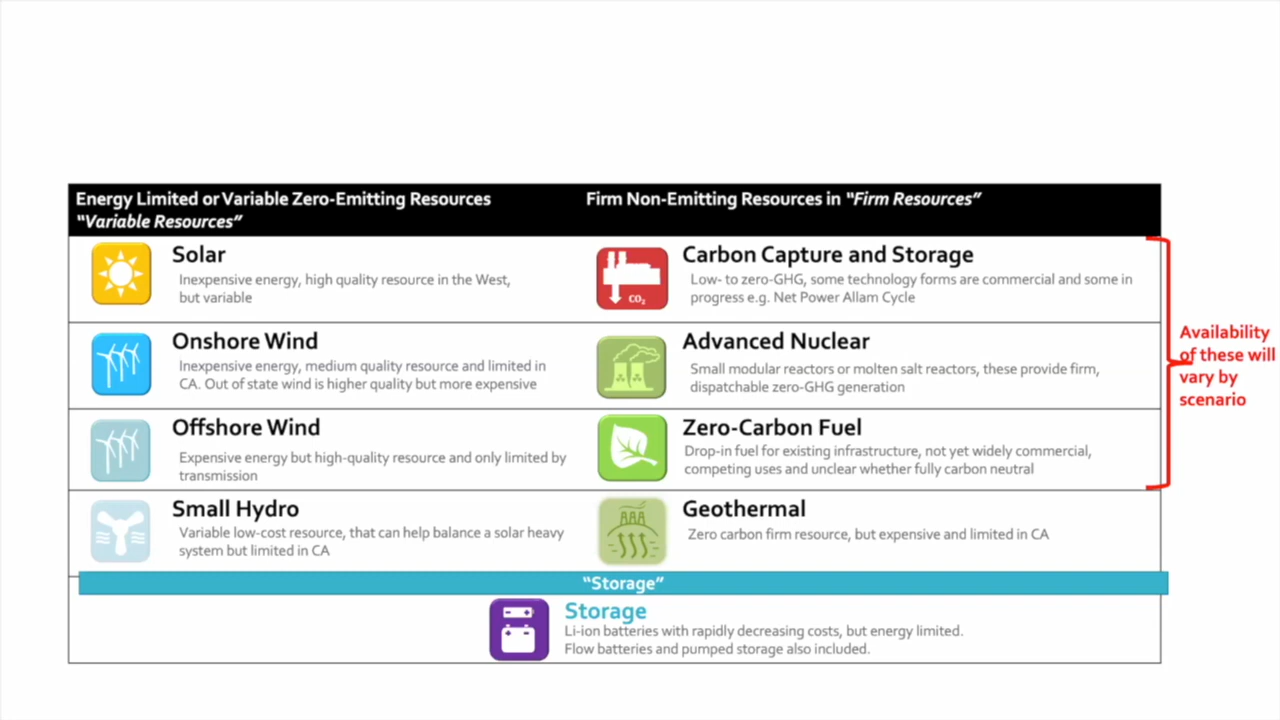 Energy Limited or Variable Zero-Emitting Resources
"Variable Resources"
Firm Non-Emitting Resources in "Firm Resources"
Solar
Inexpensive energy, high quality resource in the West,
but variable
CO₂
Carbon Capture and Storage
Low- to zero-GHG, some technology forms are commercial and some in
progress e.g. Net Power Allam Cycle
Onshore Wind
Inexpensive energy, medium quality resource and limited in
CA. Out of state wind is higher quality but more expensive
Advanced Nuclear
Small modular reactors or molten salt reactors, these provide firm,
dispatchable zero-GHG generation
Availability
of these will
vary by
scenario
Offshore Wind
Expensive energy but high-quality resource and only limited by
transmission
Zero-Carbon Fuel
Drop-in fuel for existing infrastructure, not yet widely commercial,
competing uses and unclear whether fully carbon neutral
Small Hydro
Variable low-cost resource, that can help balance a solar heavy
system but limited in CA
Geothermal
Zero carbon firm resource, but expensive and limited in CA
"Storage"
Storage
Li-ion batteries with rapidly decreasing costs, but energy limited.
Flow batteries and pumped storage also included.